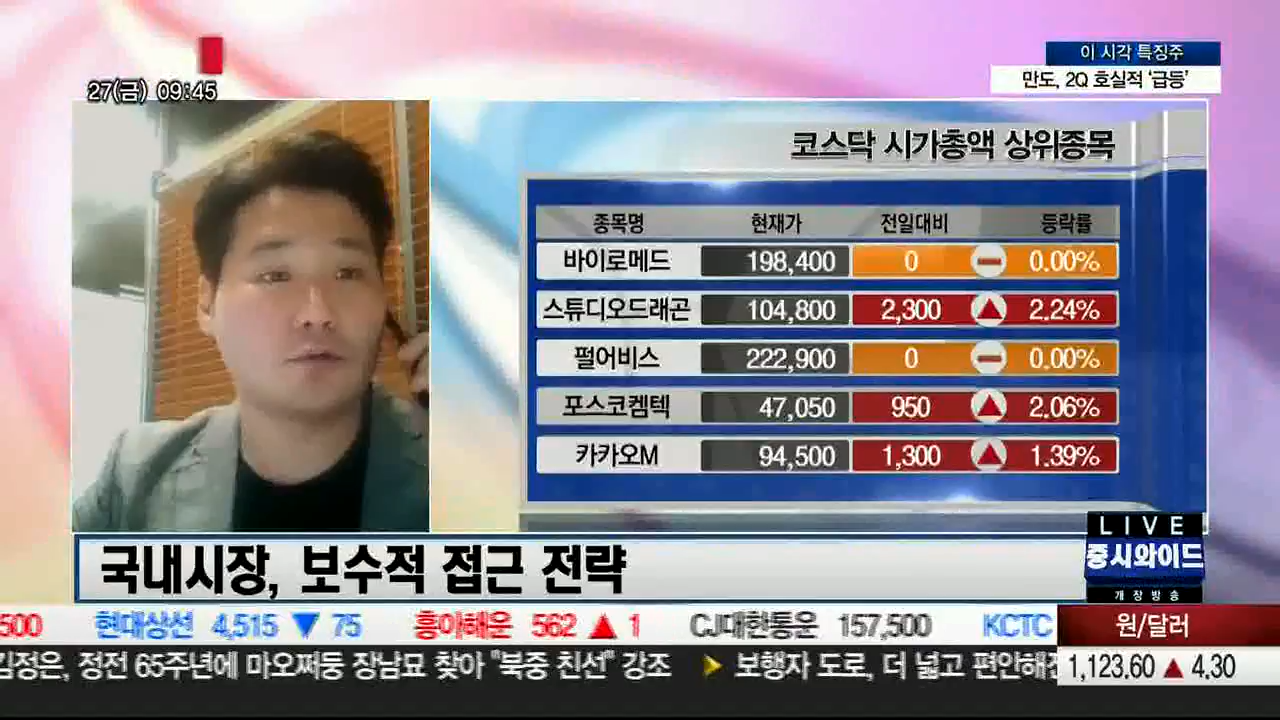 27(금) 09:45
이 시각 특징주
만도, 2Q 호실적 '급등'
코스닥 시가총액 상위종목
종목명 현재가 전일대비 등락률
바이로메드 198,400 0 0.00%
스튜디오드래곤 104,800 2,300 ▲ 2.24%
펄어비스 222,900 0 0.00%
포스코켐텍 47,050 950 ▲ 2.06%
카카오M 94,500 1,300 ▲ 1.39%
국내시장, 보수적 접근 전략
LIVE
증시와이드
개장방송
500 현대상선 4,515 ▼ 75 흥아해운 562 ▲ 1 CJ대한통운 157,500 KCTC
원/달러
김정은, 정전 65주년에 마오쩌둥 장남묘 찾아 "북중 친선" 강조 ▶ 보행자 도로, 더 넓고 편안해
1,123.60 ▲ 4.30